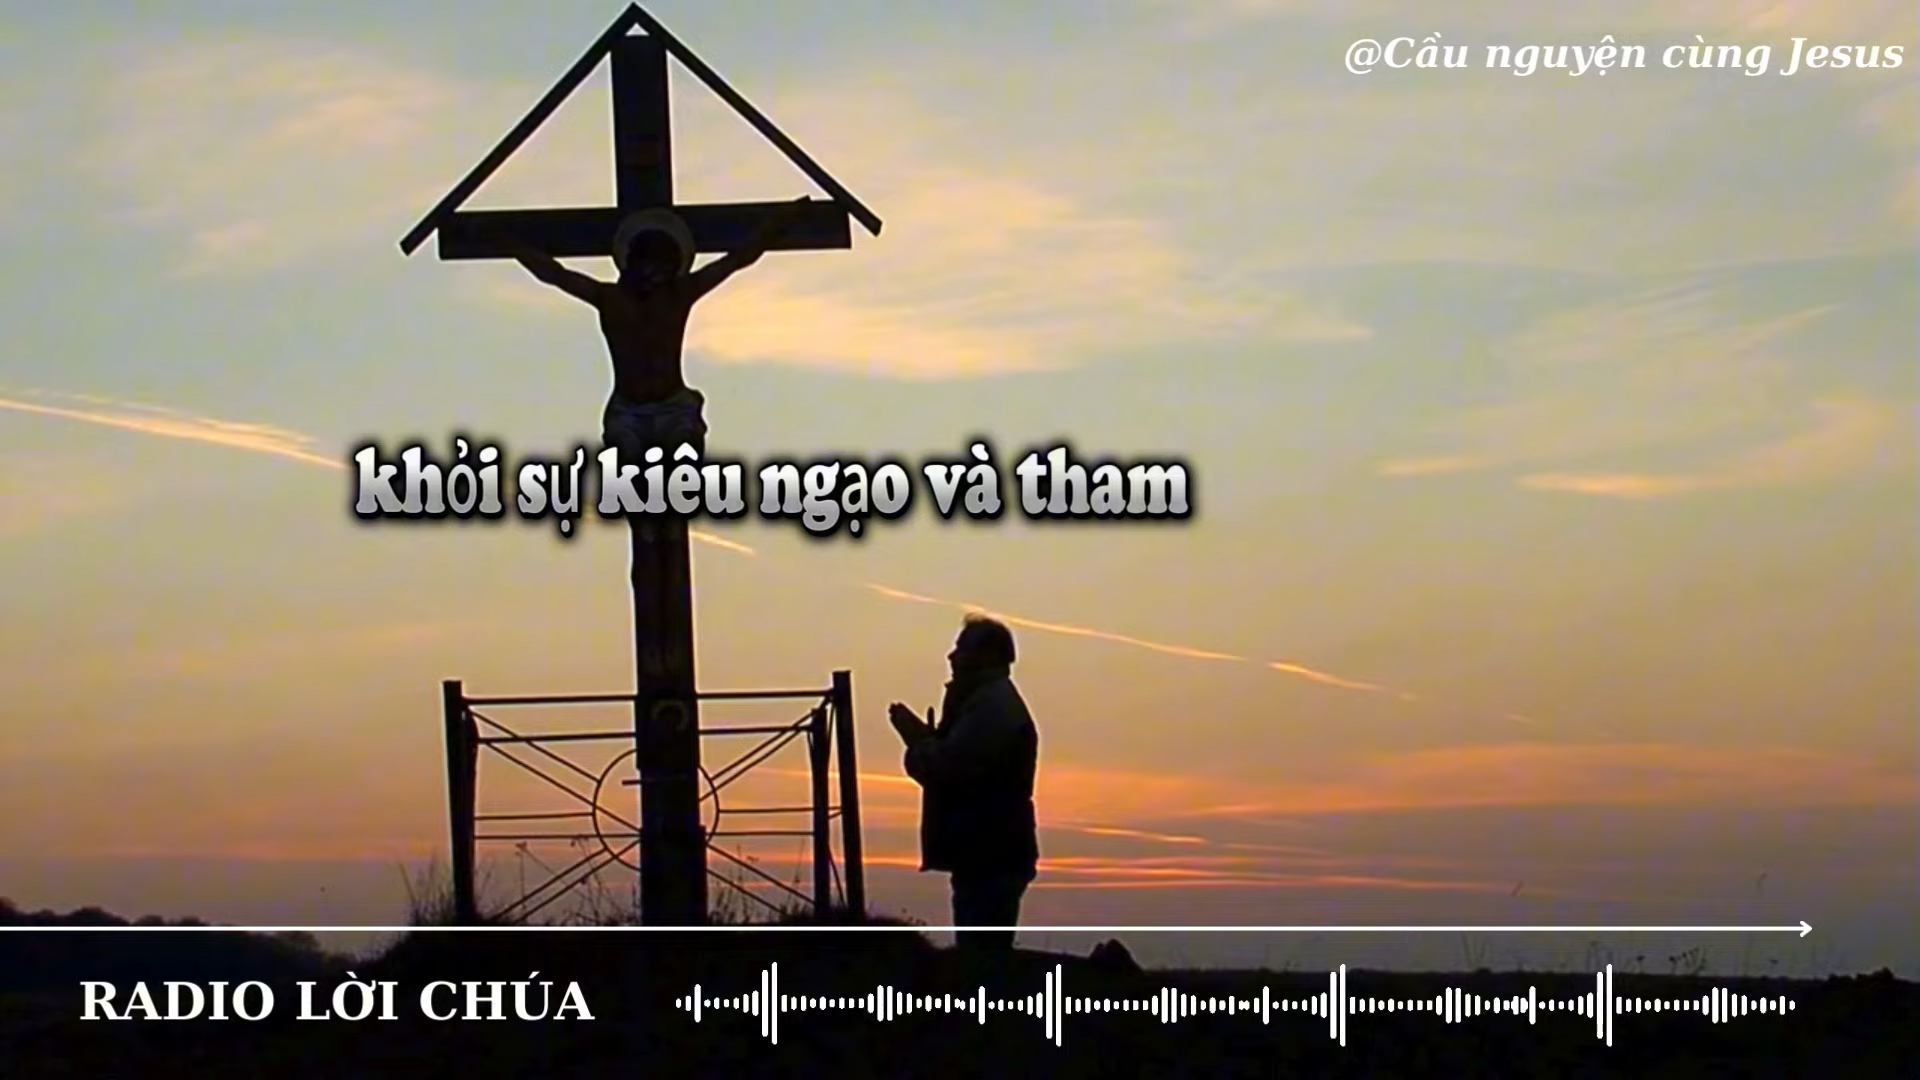 @Cầu nguyện cùng Jesus
khỏi sự kiêu ngạo và tham
RADIO LỜI CHÚA